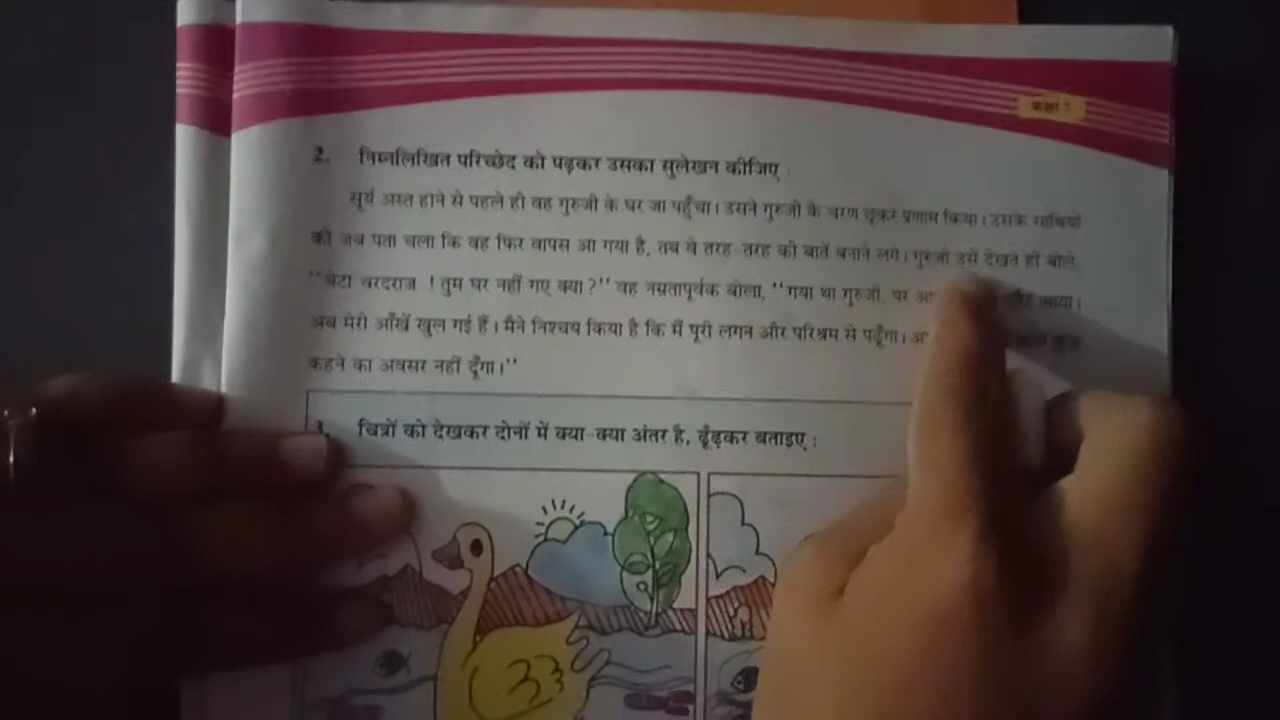 कक्षा
2. निम्नलिखित परिच्छेद को पढ़कर उसका सुलेखन कीजिए
सूर्य अस्त होने से पहले ही वह गुरुजी के घर जा पहुँचा। उसने गुरुजी के चरण छूकर प्रणाम किया। उसके साथियों
को जब पता चला कि वह फिर वापस आ गया है, तब वे तरह-तरह की बातें बनाने लगे। गुरुजी उसे देखते ही बोले,
"बेटा वरदराज ! तुम घर नहीं गए क्या?" वह नम्रतापूर्वक बोला, "गया था गुरुजी, पर आया।
अब मेरी आँखें खुल गई हैं। मैंने निश्चय किया है कि मैं पूरी लगन और परिश्रम से पढ़ूँगा।
कहने का अवसर नहीं दूँगा।"
चित्रों को देखकर दोनों में क्या-क्या अंतर है, ढूँढ़कर बताइए :